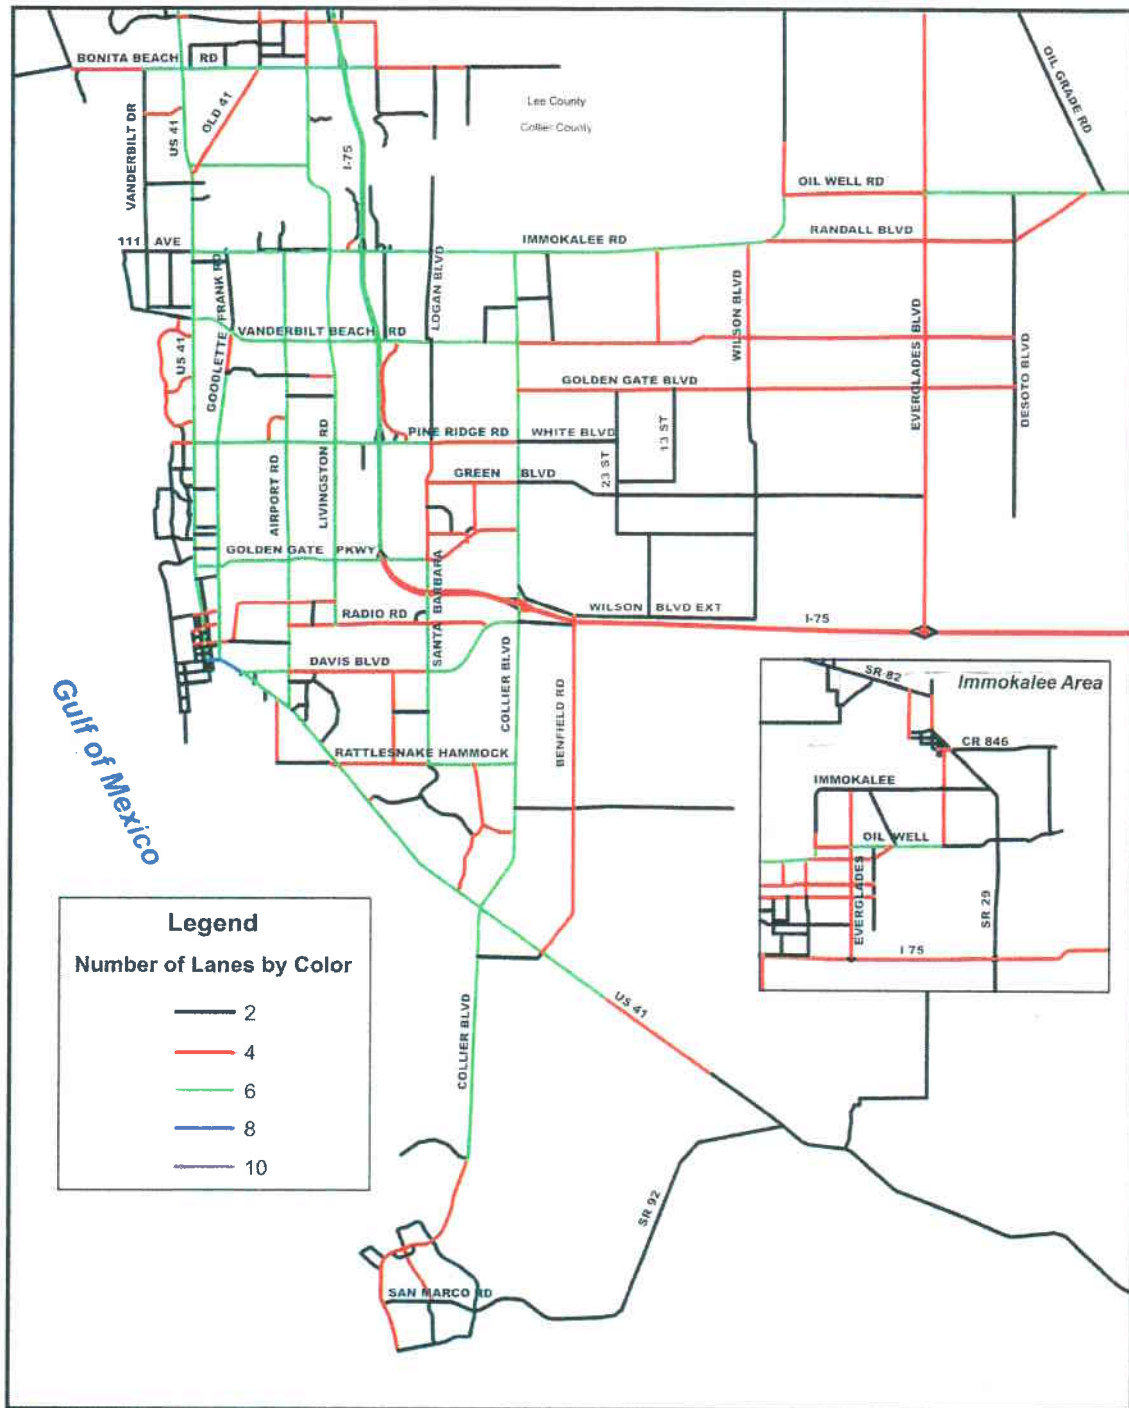 BONITA BEACH RD
OLD 41
US 41
VANDERBILT DR
I-75
Lee County
Collier County
OIL GRADE RD
OIL WELL RD
RANDALL BLVD
111 AVE
IMMOKALEE RD
LOGAN BLVD
GOODLETTE FRANK RD
VANDERBILT BEACH RD
WILSON BLVD
EVERGLADES BLVD
DESOTO BLVD
US 41
GOLDEN GATE BLVD
PINE RIDGE RD
WHITE BLVD
13 ST
23 ST
GREEN BLVD
AIRPORT RD
LIVINGSTON RD
GOLDEN GATE PKWY
SANTA BARBARA
RADIO RD
WILSON BLVD EXT
I-75
DAVIS BLVD
COLLIER BLVD
BENFIELD RD
RATTLESNAKE HAMMOCK
Gulf of Mexico
SR 82
Immokalee Area
CR 846
IMMOKALEE
OIL WELL
EVERGLADES
SR 29
I 75
Legend
Number of Lanes by Color
2
4
6
8
10
US 41
COLLIER BLVD
SR 92
SAN MARCO RD